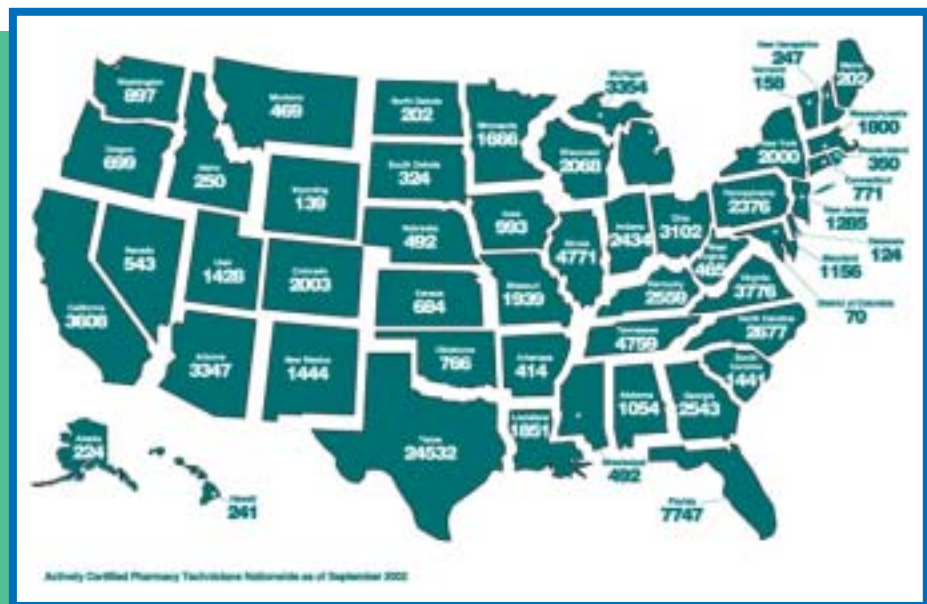 New Hampshire
247
Vermont
158
Maine
202
Michigan
3354
Washington
897
Montana
469
North Dakota
202
Minnesota
1686
Massachusetts
1800
Oregon
699
Idaho
250
South Dakota
324
Wisconsin
2068
New York
2000
Rhode Island
350
Wyoming
139
Connecticut
771
Pennsylvania
2376
New Jersey
1285
Nevada
543
Utah
1428
Colorado
2003
Nebraska
492
Iowa
993
Illinois
4771
Indiana
2434
Ohio
3102
West Virginia
465
Delaware
124
Maryland
1156
California
3608
Kansas
684
Missouri
1939
Kentucky
2559
Virginia
3776
District of Columbia
70
North Carolina
2677
Tennessee
4759
Arizona
3347
New Mexico
1444
Oklahoma
766
Arkansas
414
South
Carolina
1441
Alabama
1054
Georgia
2543
Louisiana
1851
Texas
24532
Alaska
224
Mississippi
492
Hawaii
241
Florida
7747
Actively Certified Pharmacy Technicians Nationwide as of September 2002